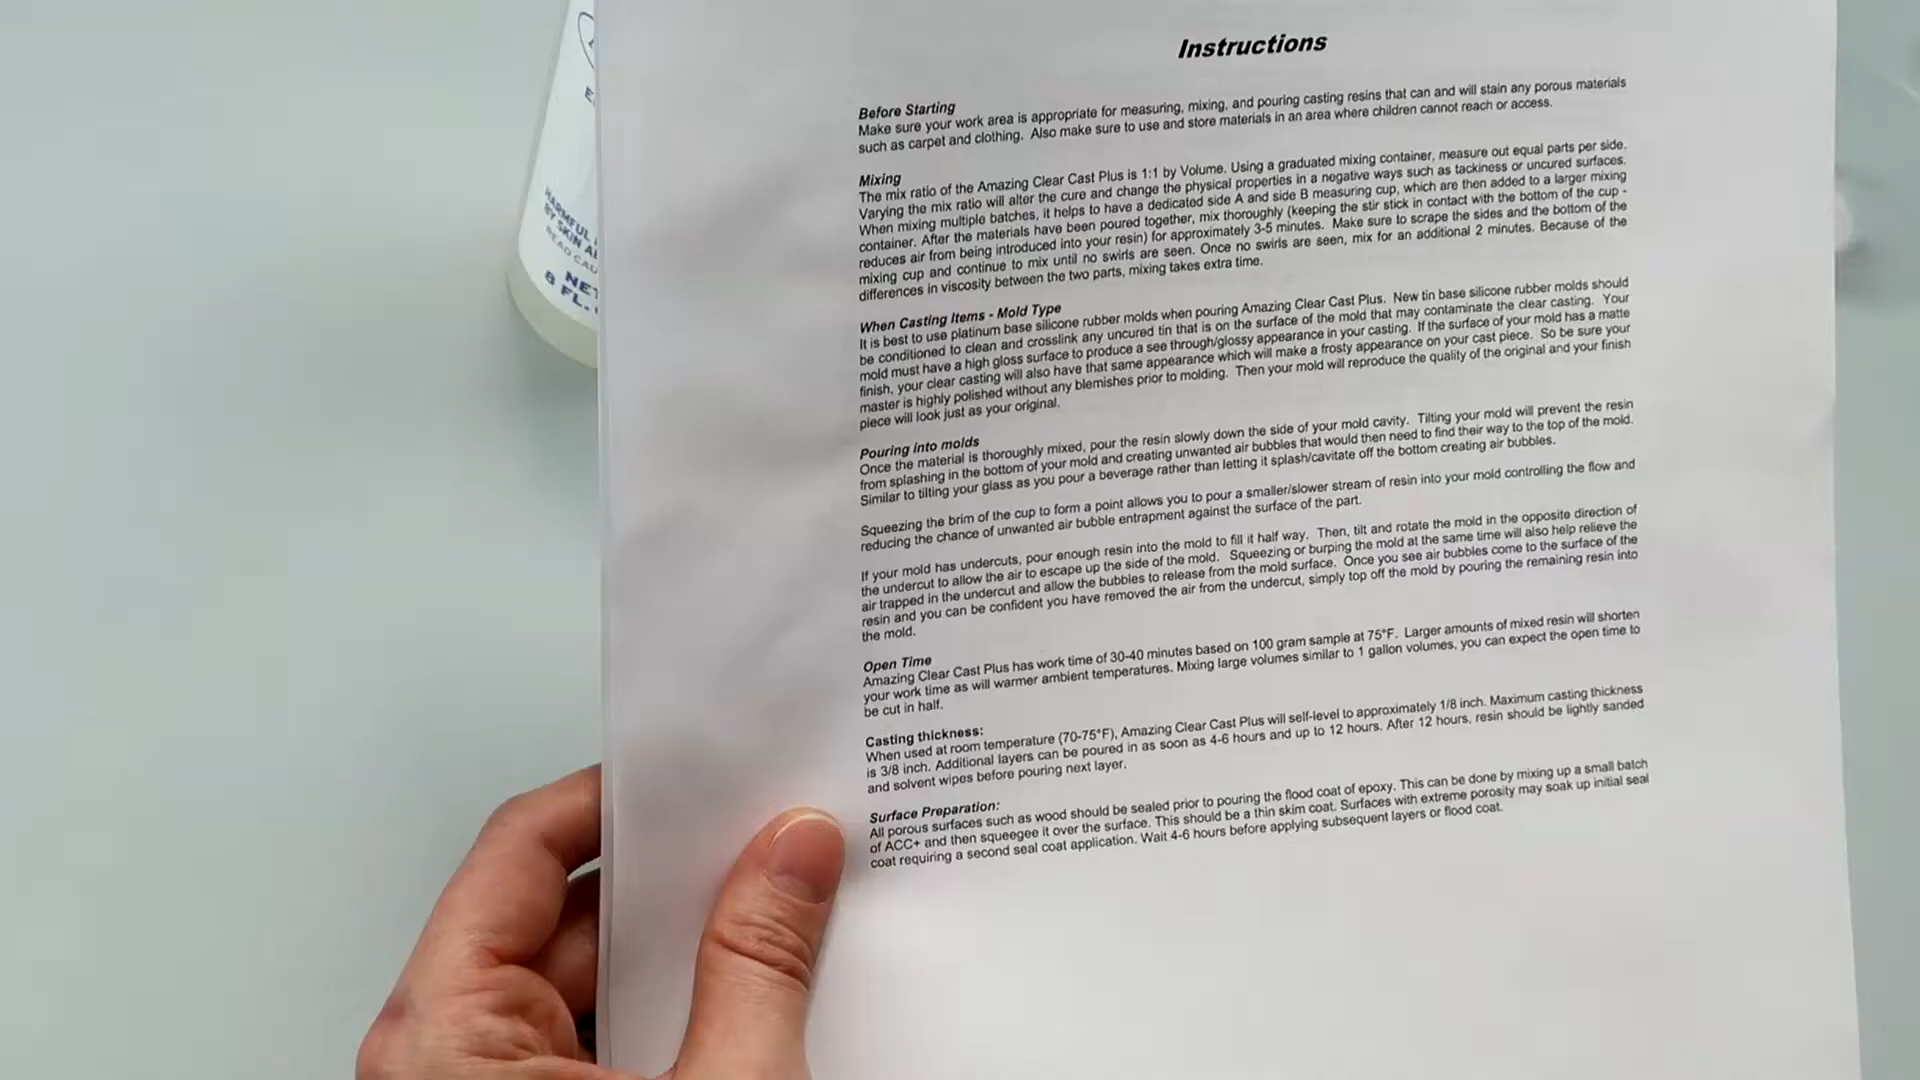 Instructions
Before Starting
Make sure your work area is appropriate for measuring, mixing, and pouring casting resins that can and will stain any porous materials
such as carpet and clothing. Also make sure to use and store materials in an area where children cannot reach or access.
Mixing
The mix ratio of the Amazing Clear Cast Plus is 1:1 by Volume. Using a graduated mixing container, measure out equal parts per side.
Varying the mix ratio will alter the cure and change the physical properties in a negative ways such as tackiness or uncured surfaces.
When mixing multiple batches, it helps to have a dedicated side A and side B measuring cup, which are then added to a larger mixing
container. After the materials have been poured together, mix thoroughly (keeping the stir stick in contact with the bottom of the cup -
reduces air from being introduced into your resin) for approximately 3-5 minutes. Make sure to scrape the sides and the bottom of the
mixing cup and continue to mix until no swirls are seen. Once no swirls are seen, mix for an additional 2 minutes. Because of the
differences in viscosity between the two parts, mixing takes extra time.
When Casting Items - Mold Type
It is best to use platinum base silicone rubber molds when pouring Amazing Clear Cast Plus. New tin base silicone rubber molds should
be conditioned to clean and crosslink any uncured tin that is on the surface of the mold that may contaminate the clear casting. Your
mold must have a high gloss surface to produce a see through/glossy appearance in your casting. If the surface of your mold has a matte
finish, your clear casting will also have that same appearance which will make a frosty appearance on your cast piece. So be sure your
master is highly polished without any blemishes prior to molding. Then your mold will reproduce the quality of the original and your finish
piece will look just as your original.
Pouring into molds
Once the material is thoroughly mixed, pour the resin slowly down the side of your mold cavity. Tilting your mold will prevent the resin
from splashing in the bottom of your mold and creating unwanted air bubbles that would then need to find their way to the top of the mold.
Similar to tilting your glass as you pour a beverage rather than letting it splash/cavitate off the bottom creating air bubbles.
Squeezing the brim of the cup to form a point allows you to pour a smaller/slower stream of resin into your mold controlling the flow and
reducing the chance of unwanted air bubble entrapment against the surface of the part.
If your mold has undercuts, pour enough resin into the mold to fill it half way. Then, tilt and rotate the mold in the opposite direction of
the undercut to allow the air to escape up the side of the mold. Squeezing or burping the mold at the same time will also help relieve the
air trapped in the undercut and allow the bubbles to release from the mold surface. Once you see air bubbles come to the surface of the
resin and you can be confident you have removed the air from the undercut, simply top off the mold by pouring the remaining resin into
the mold.
Open Time
Amazing Clear Cast Plus has work time of 30-40 minutes based on 100 gram sample at 75°F. Larger amounts of mixed resin will shorten
your work time as will warmer ambient temperatures. Mixing large volumes similar to 1 gallon volumes, you can expect the open time to
be cut in half.
Casting thickness:
When used at room temperature (70-75°F), Amazing Clear Cast Plus will self-level to approximately 1/8 inch. Maximum casting thickness
is 3/8 inch. Additional layers can be poured in as soon as 4-6 hours and up to 12 hours. After 12 hours, resin should be lightly sanded
and solvent wipes before pouring next layer.
Surface Preparation:
All porous surfaces such as wood should be sealed prior to pouring the flood coat of epoxy. This can be done by mixing up a small batch
of ACC+ and then squeegee it over the surface. This should be a thin skim coat. Surfaces with extreme porosity may soak up initial seal
coat requiring a second seal coat application. Wait 4-6 hours before applying subsequent layers or flood coat.
HARMFUL
BY
SKIN
READ
NET
8 FL.